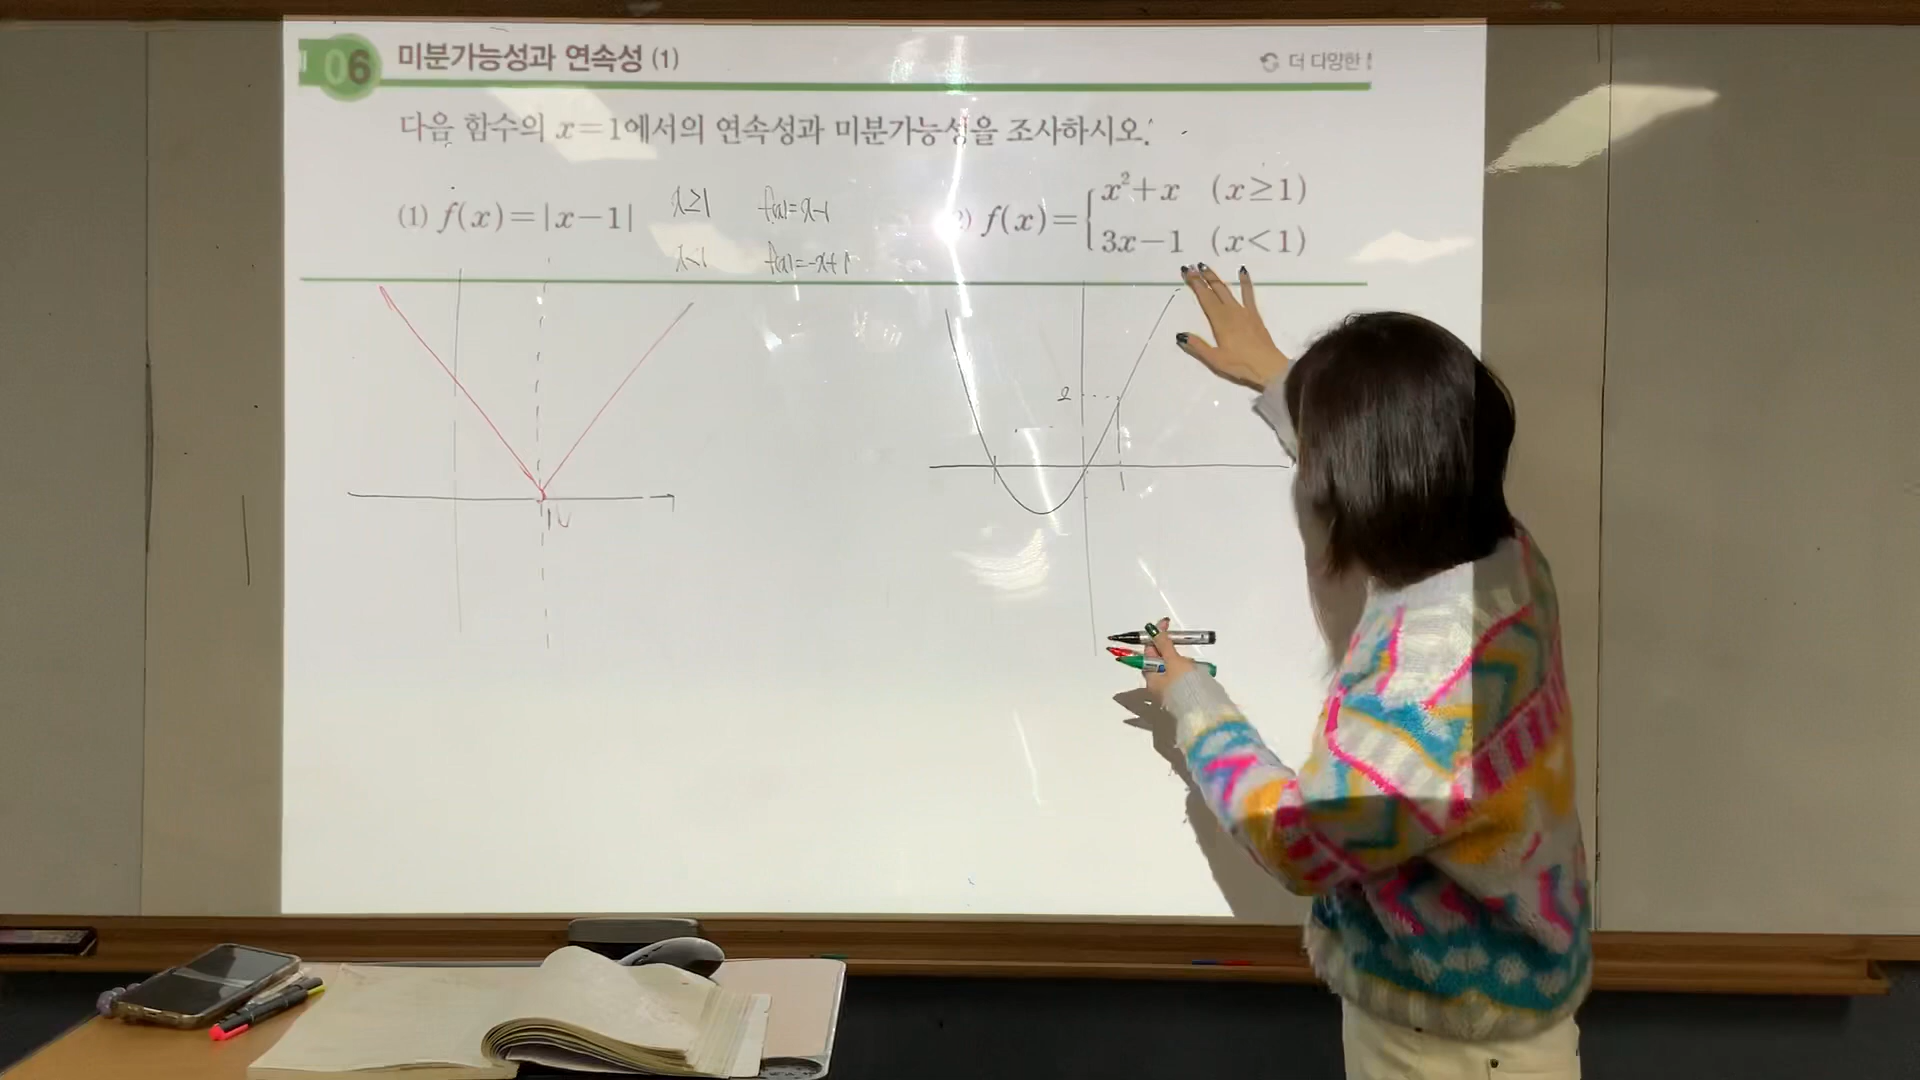 06 미분가능성과 연속성 (1)
더 다양한
다음 함수의 x=1에서의 연속성과 미분가능성을 조사하시오.
(1) f(x)=|x-1|
x≥1 f(x)=x-1
x<1 f(x)=-x+1
2) f(x)={x²+x (x≥1)
3x-1 (x<1)
2
1
1